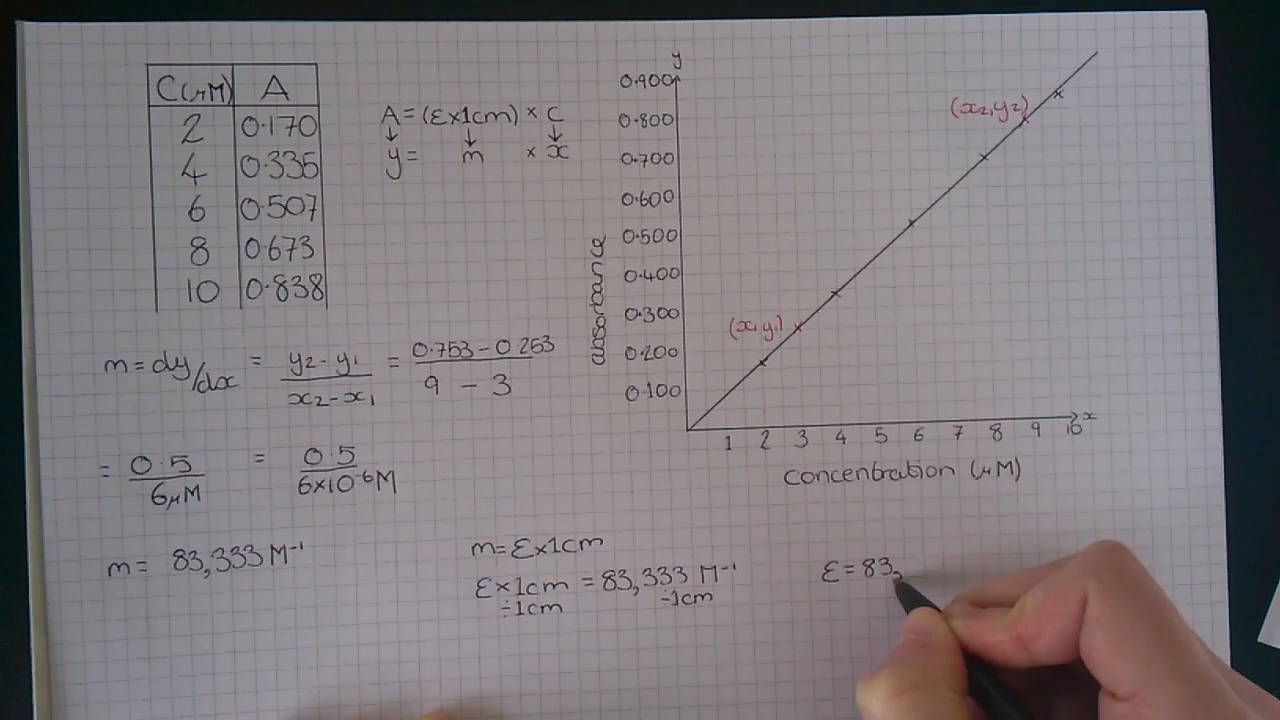 C(μM) A
2 0.170
4 0.335
6 0.507
8 0.673
10 0.838
A = (ε×1cm) × C
↓ ↓ ↓
y = m × x
m = dy/dx = y₂ - y₁ / x₂ - x₁ = 0.753 - 0.253 / 9 - 3
= 0.5 / 6μM = 0.5 / 6×10⁻⁶M
m = 83,333 M⁻¹
m = ε×1cm
ε×1cm = 83,333 M⁻¹
÷1cm ÷1cm
ε = 83,
y
0.900
0.800
0.700
0.600
0.500
0.400
0.300
0.200
0.100
absorbance
(x₂,y₂)
(x₁,y₁)
1 2 3 4 5 6 7 8 9 10 x
concentration (μM)